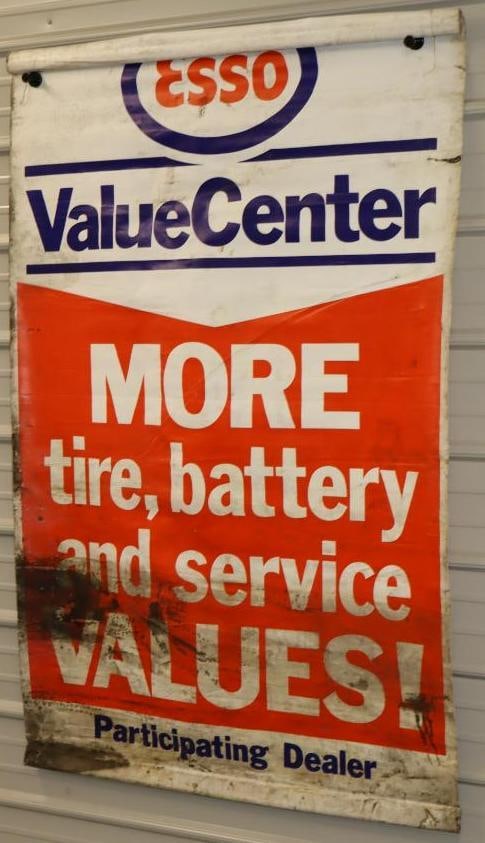 Esso
ValueCenter
MORE
tire, battery
and service
VALUES!
Participating Dealer